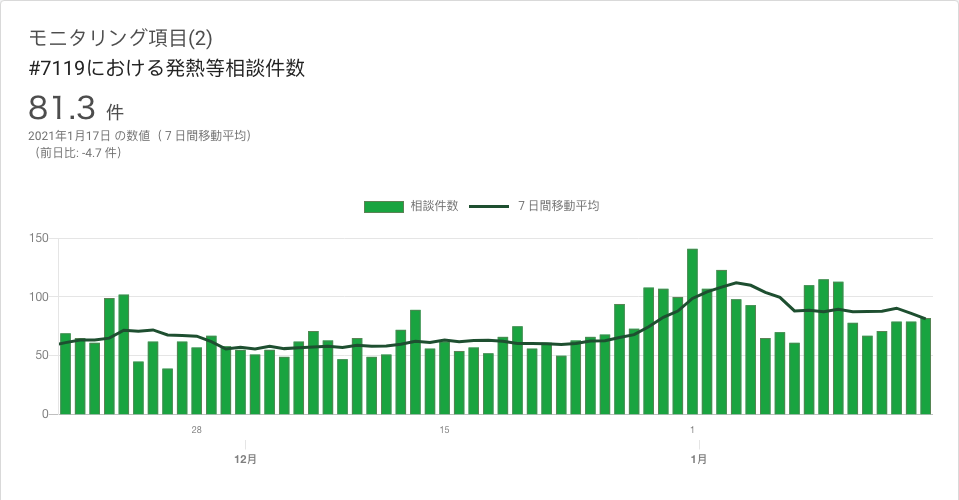 モニタリング項目(2)
#7119における発熱等相談件数
81.3 件
2021年1月17日 の数値（７日間移動平均）
（前日比: -4.7 件）
相談件数 ７日間移動平均
150
100
50
0
28 15 1
12月 1月